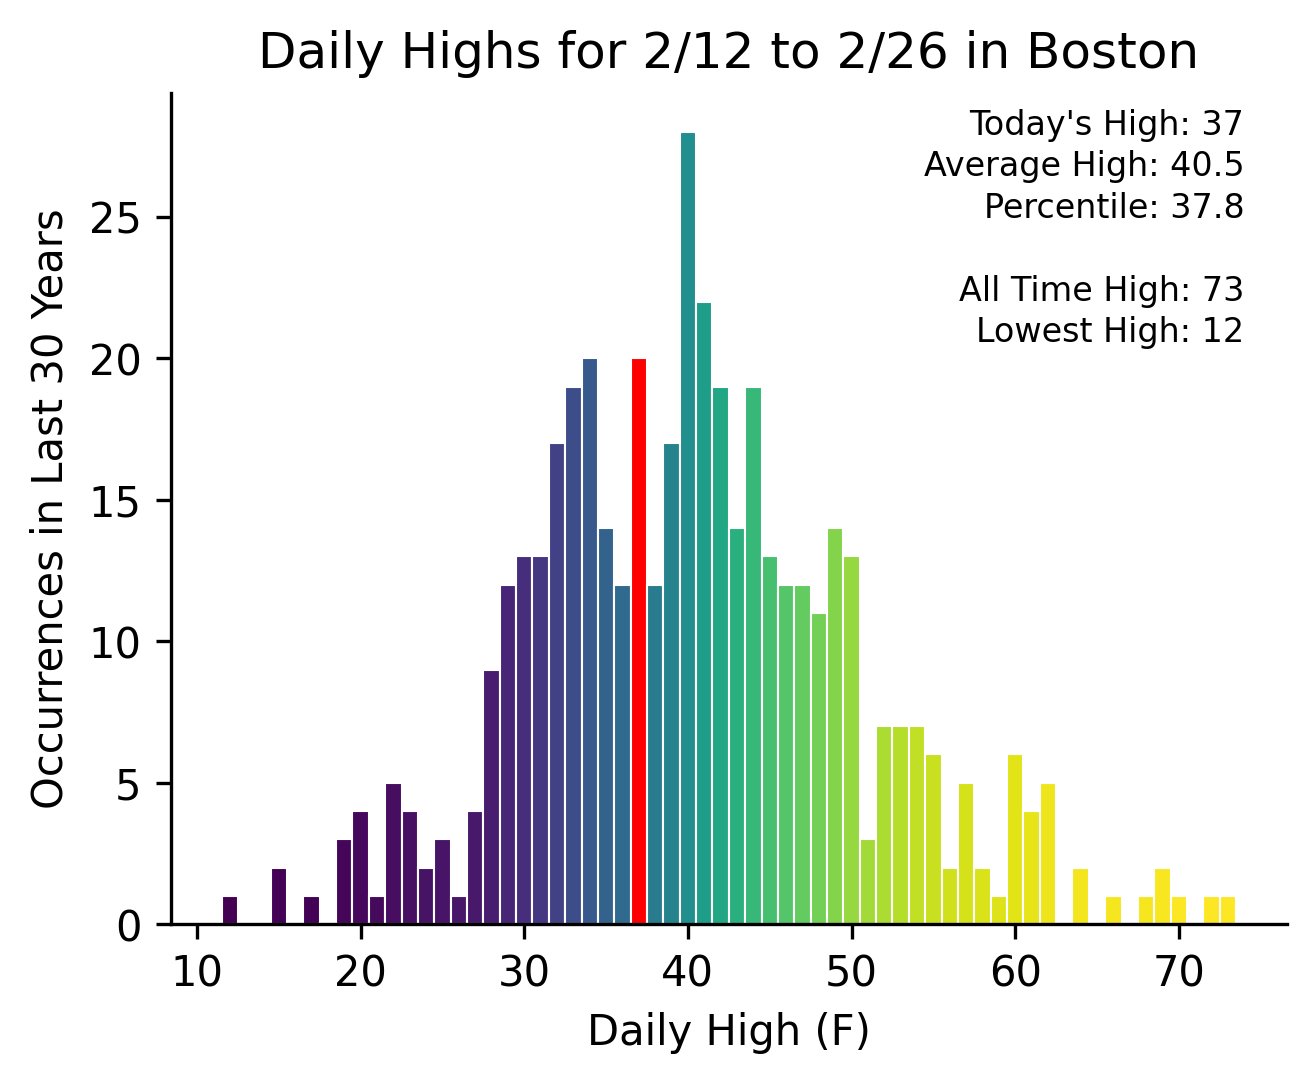 Daily Highs for 2/12 to 2/26 in Boston
Today's High: 37
Average High: 40.5
Percentile: 37.8
All Time High: 73
Lowest High: 12
Occurrences in Last 30 Years
25
20
15
10
5
0
10 20 30 40 50 60 70
Daily High (F)